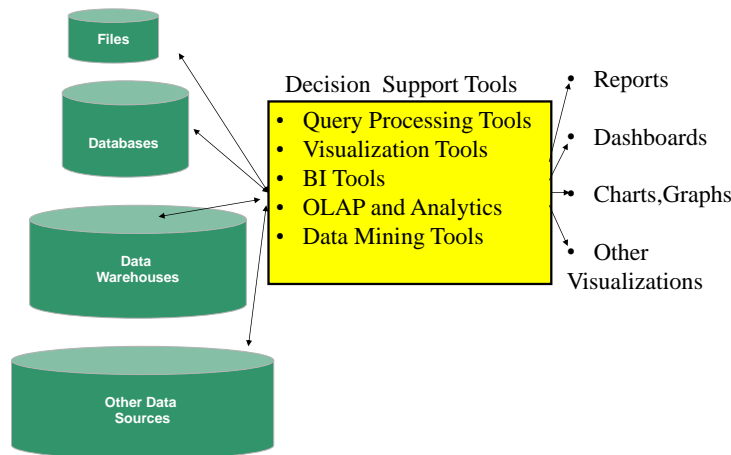 Files
Databases
Data
Warehouses
Other Data
Sources
Decision Support Tools
• Query Processing Tools
• Visualization Tools
• BI Tools
• OLAP and Analytics
• Data Mining Tools
• Reports
• Dashboards
• Charts,Graphs
• Other
Visualizations